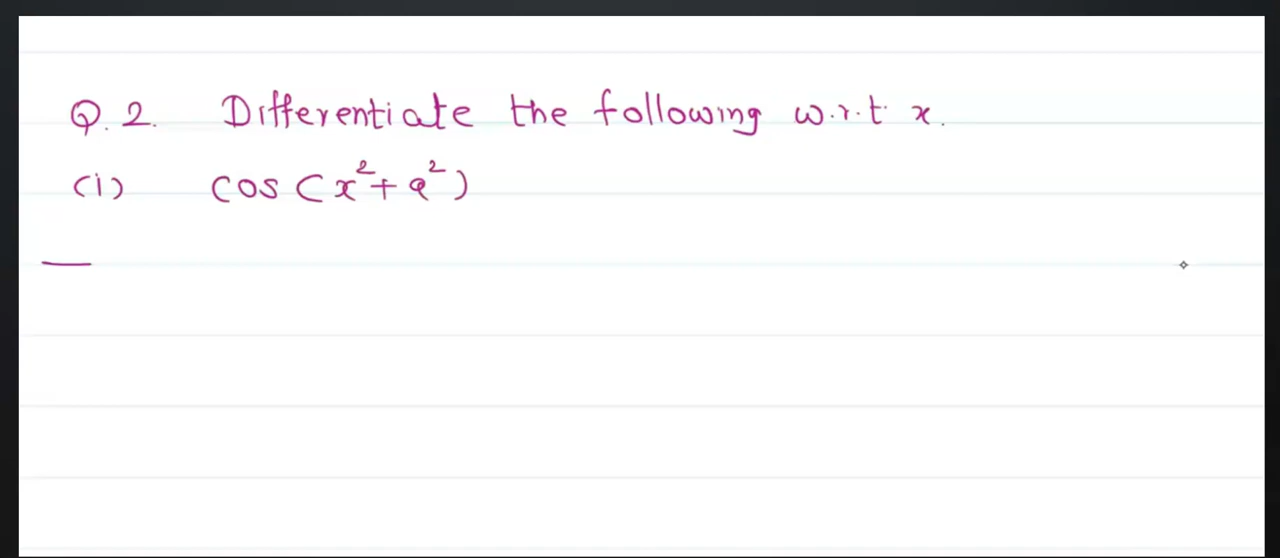 Q. 2. Differentiate the following w.r.t x.
(i) cos (x²+a²)